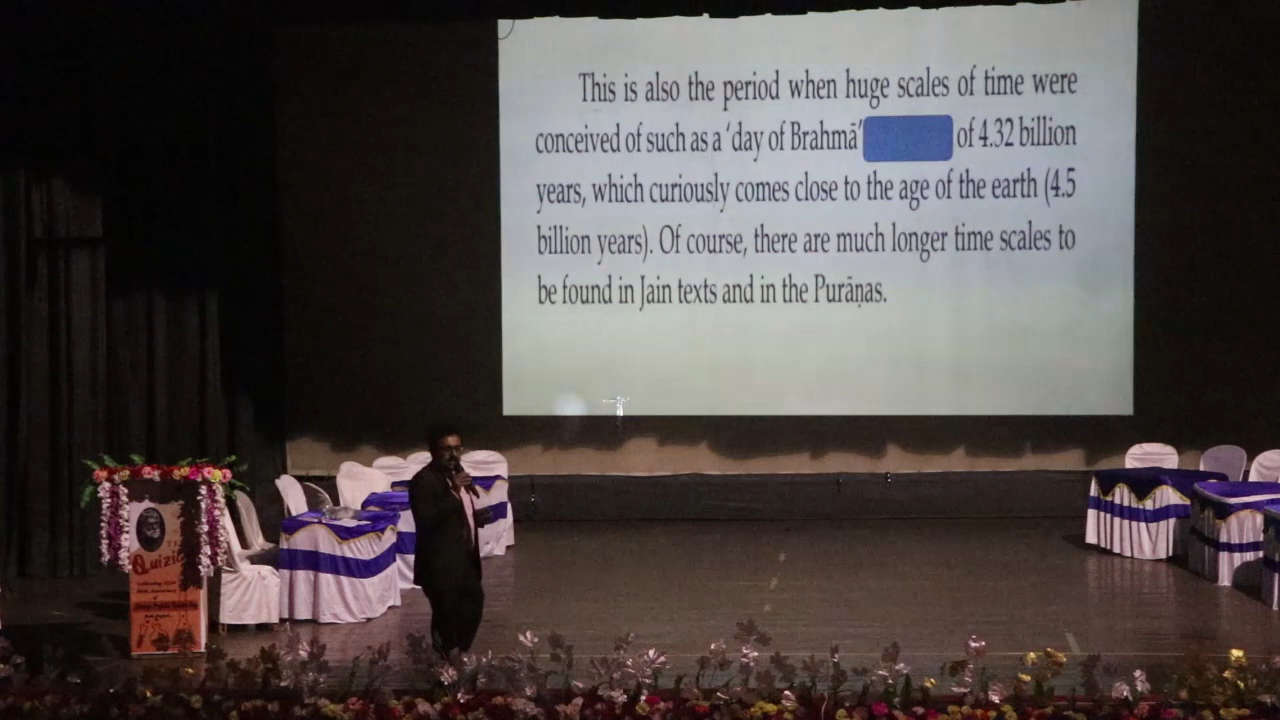 This is also the period when huge scales of time were
conceived of such as a ‘day of Brahmā’ of 4.32 billion
years, which curiously comes close to the age of the earth (4.5
billion years). Of course, there are much longer time scales to
be found in Jain texts and in the Purāṇas.